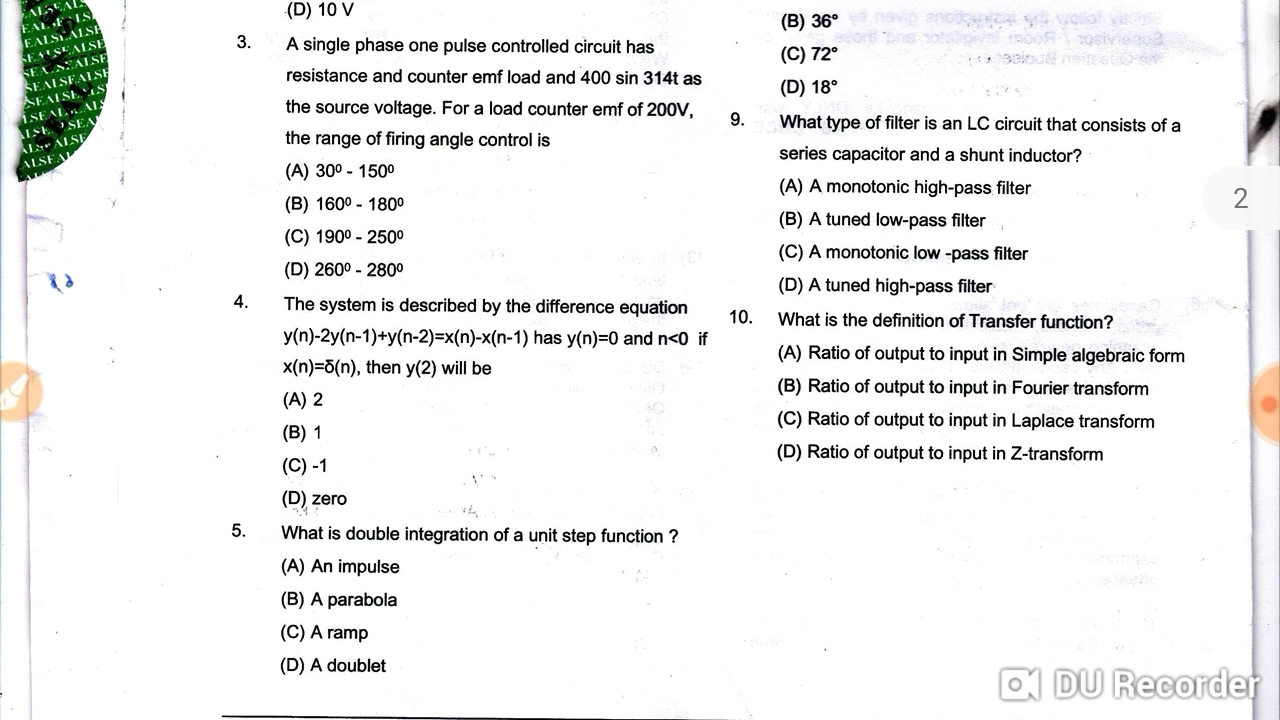 (D) 10 V
3. A single phase one pulse controlled circuit has
resistance and counter emf load and 400 sin 314t as
the source voltage. For a load counter emf of 200V,
the range of firing angle control is
(A) 30⁰ - 150⁰
(B) 160⁰ - 180⁰
(C) 190⁰ - 250⁰
(D) 260⁰ - 280⁰
4. The system is described by the difference equation
y(n)-2y(n-1)+y(n-2)=x(n)-x(n-1) has y(n)=0 and n<0 if
x(n)=δ(n), then y(2) will be
(A) 2
(B) 1
(C) -1
(D) zero
5. What is double integration of a unit step function ?
(A) An impulse
(B) A parabola
(C) A ramp
(D) A doublet
(B) 36°
(C) 72°
(D) 18°
9. What type of filter is an LC circuit that consists of a
series capacitor and a shunt inductor?
(A) A monotonic high-pass filter
(B) A tuned low-pass filter
(C) A monotonic low -pass filter
(D) A tuned high-pass filter
10. What is the definition of Transfer function?
(A) Ratio of output to input in Simple algebraic form
(B) Ratio of output to input in Fourier transform
(C) Ratio of output to input in Laplace transform
(D) Ratio of output to input in Z-transform
2
DU Recorder